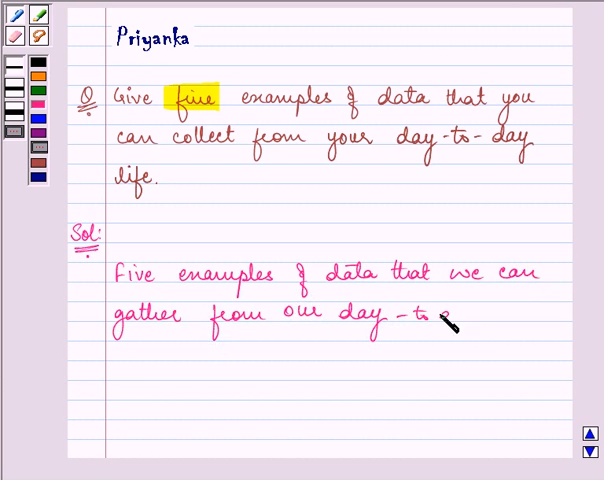 Priyanka
Q Give five examples of data that you
can collect from your day-to-day
life.
Sol:
Five examples of data that we can
gather from our day-to